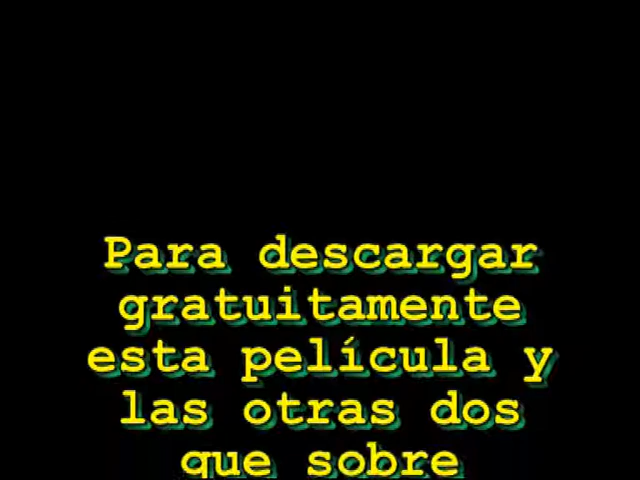 Para descargar
gratuitamente
esta película y
las otras dos
que sobre